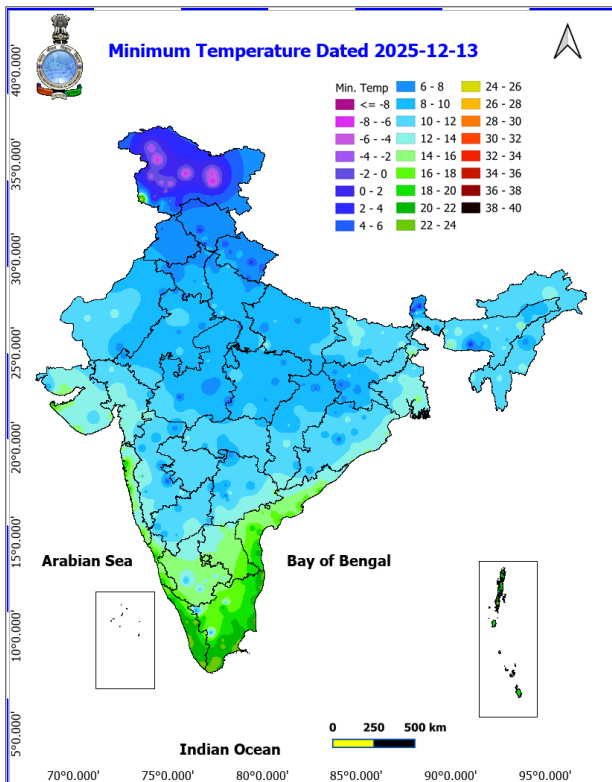 Minimum Temperature Dated 2025-12-13
Min. Temp
<= -8
-8 - -6
-6 - -4
-4 - -2
-2 - 0
0 - 2
2 - 4
4 - 6
6 - 8
8 - 10
10 - 12
12 - 14
14 - 16
16 - 18
18 - 20
20 - 22
22 - 24
24 - 26
26 - 28
28 - 30
30 - 32
32 - 34
34 - 36
36 - 38
38 - 40
40°0.000'
35°0.000'
30°0.000'
25°0.000'
20°0.000'
15°0.000'
10°0.000'
5°0.000'
Arabian Sea
Bay of Bengal
0 250 500 km
Indian Ocean
70°0.000' 75°0.000' 80°0.000' 85°0.000' 90°0.000' 95°0.000'